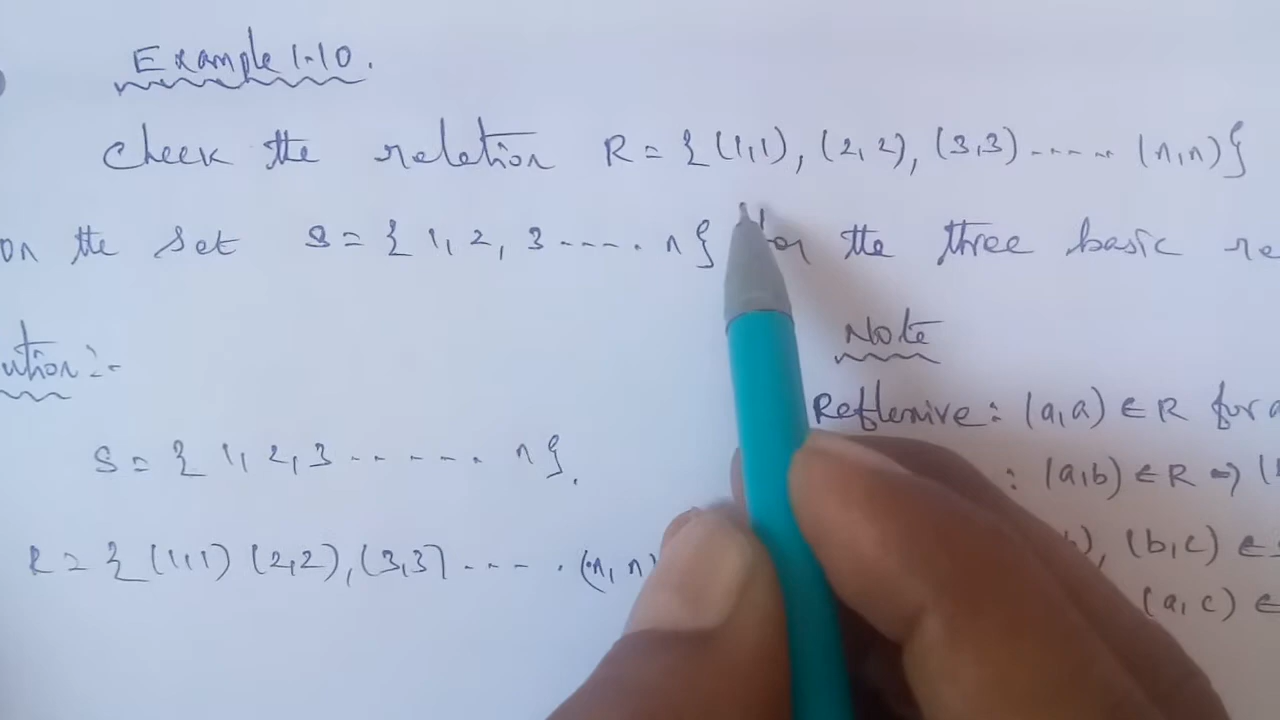 Example 1.10.
Check the relation R = {(1,1), (2,2), (3,3) ..... (n,n)}
on the set S = {1, 2, 3 ..... n} for the three basic re
ution :-
Note
Reflexive : (a,a) ∈ R for a
S = {1, 2, 3 ...... n}.
: (a,b) ∈ R ⇒ (
R = {(1,1) (2,2), (3,3) ..... (n, n)
b), (b,c) ∈
(a, c) ∈